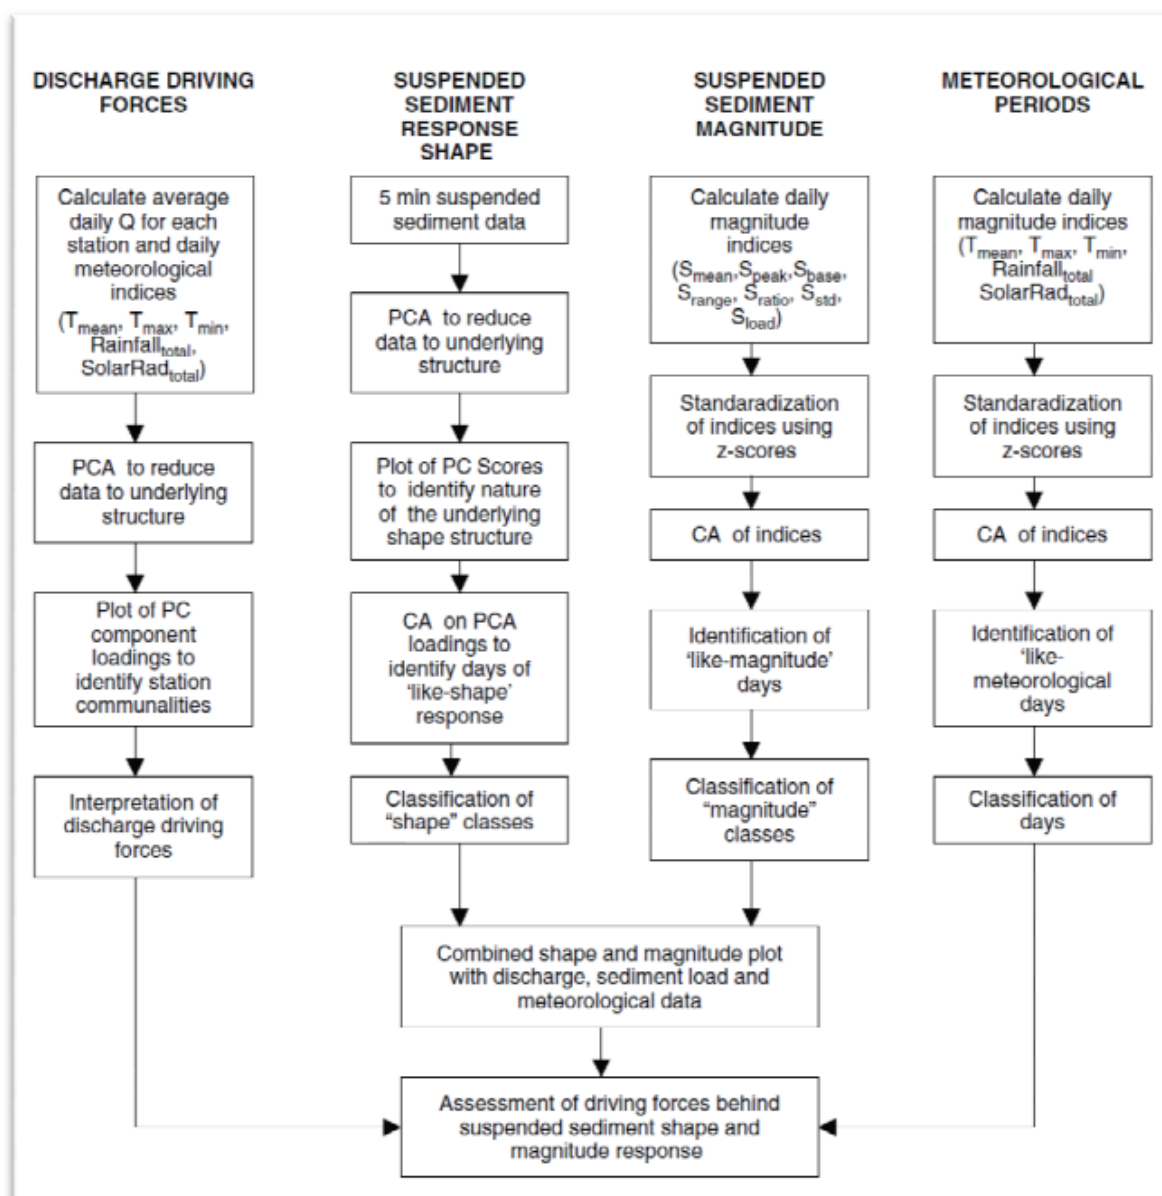 DISCHARGE DRIVING
FORCES
SUSPENDED
SEDIMENT
RESPONSE
SHAPE
SUSPENDED
SEDIMENT
MAGNITUDE
METEOROLOGICAL
PERIODS
Calculate average
daily Q for each
station and daily
meteorological
indices
(Tmean, Tmax, Tmin,
Rainfalltotal,
SolarRadtotal)
PCA to reduce
data to underlying
structure
Plot of PC
component
loadings to
identify station
communalities
Interpretation of
discharge driving
forces
5 min suspended
sediment data
PCA to reduce
data to underlying
structure
Plot of PC Scores
to identify nature
of the underlying
shape structure
CA on PCA
loadings to
identify days of
‘like-shape’
response
Classification of
“shape” classes
Calculate daily
magnitude
indices
(Smean,Speak,Sbase,
Srange, Sratio, Sstd,
Sload)
Standaradization
of indices using
z-scores
CA of indices
Identification of
‘like-magnitude’
days
Classification of
“magnitude”
classes
Calculate daily
magnitude indices
(Tmean, Tmax, Tmin,
Rainfalltotal
SolarRadtotal)
Standaradization
of indices using
z-scores
CA of indices
Identification of
‘like-
meteorological
days
Classification of
days
Combined shape and magnitude plot
with discharge, sediment load and
meteorological data
Assessment of driving forces behind
suspended sediment shape and
magnitude response